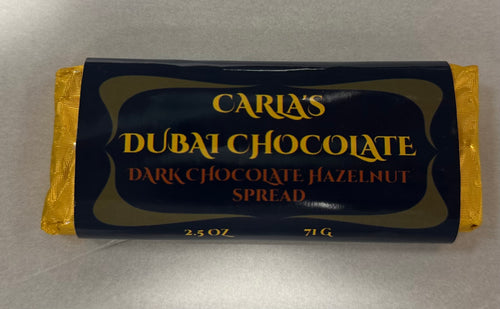 CARLA'S
DUBAI CHOCOLATE
DARK CHOCOLATE HAZELNUT
SPREAD
2.5 OZ 71 G